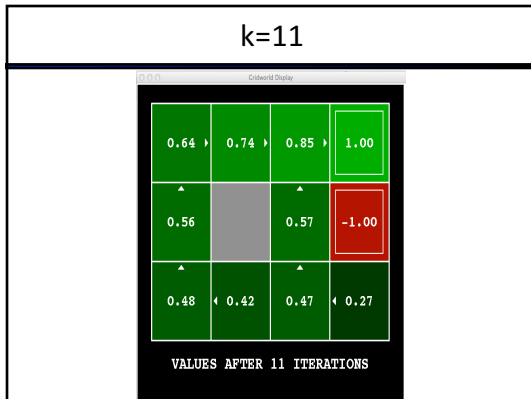 k=11
Gridworld Display
0.64 0.74 0.85 1.00
0.56 0.57 -1.00
0.48 0.42 0.47 0.27
VALUES AFTER 11 ITERATIONS